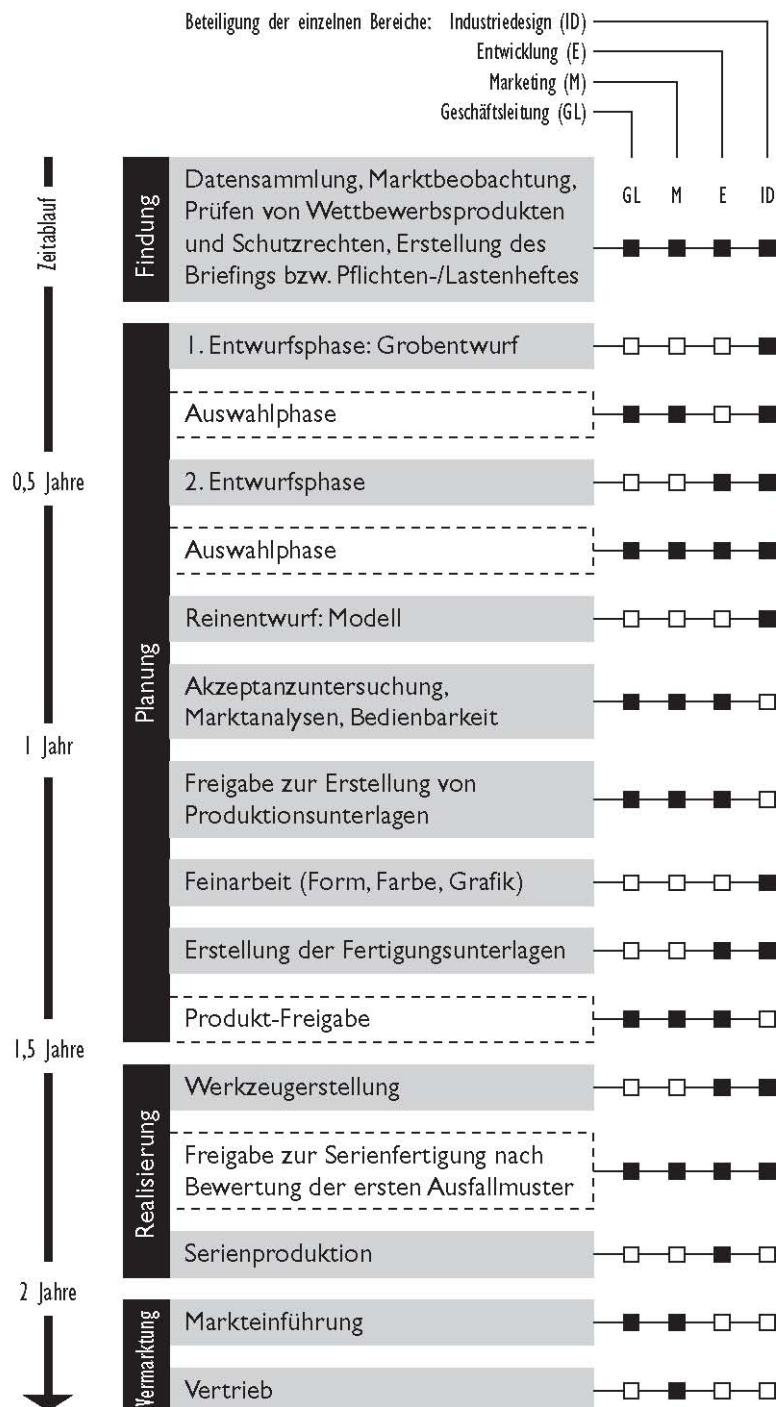 Beteiligung der einzelnen Bereiche: Industriedesign (ID)
Entwicklung (E)
Marketing (M)
Geschäftsleitung (GL)
GL M E ID
Zeitablauf
Findung
Datensammlung, Marktbeobachtung,
Prüfen von Wettbewerbsprodukten
und Schutzrechten, Erstellung des
Briefings bzw. Pflichten-/Lastenheftes
Planung
1. Entwurfsphase: Grobentwurf
Auswahlphase
0,5 Jahre
2. Entwurfsphase
Auswahlphase
Reinentwurf: Modell
Akzeptanzuntersuchung,
Marktanalysen, Bedienbarkeit
1 Jahr
Freigabe zur Erstellung von
Produktionsunterlagen
Feinarbeit (Form, Farbe, Grafik)
Erstellung der Fertigungsunterlagen
Produkt-Freigabe
1,5 Jahre
Realisierung
Werkzeugerstellung
Freigabe zur Serienfertigung nach
Bewertung der ersten Ausfallmuster
Serienproduktion
2 Jahre
Vermarktung
Markteinführung
Vertrieb